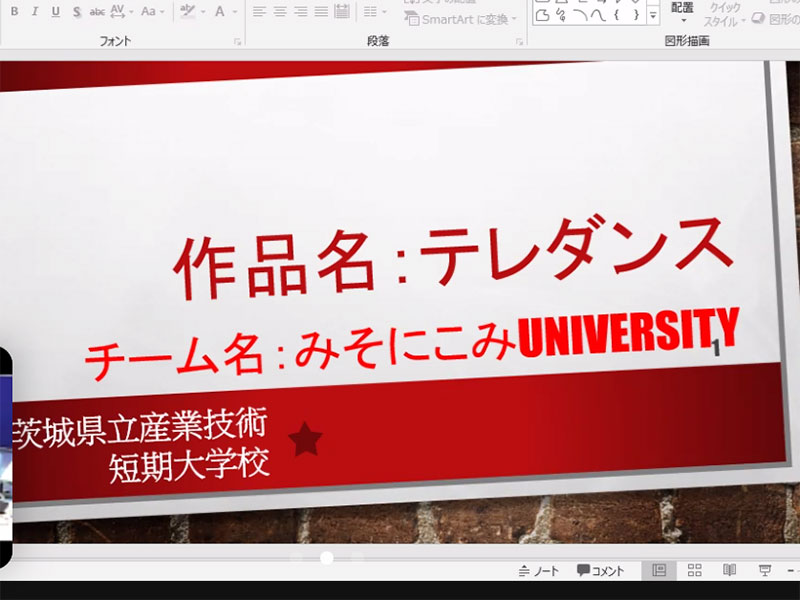 B I U S abc AV Aa A
SmartArt に変換
配置
クイック
スタイル
フォント
段落
図形描画
作品名：テレダンス
チーム名：みそにこみUNIVERSITY
1
茨城県立産業技術
短期大学校
ノート コメント